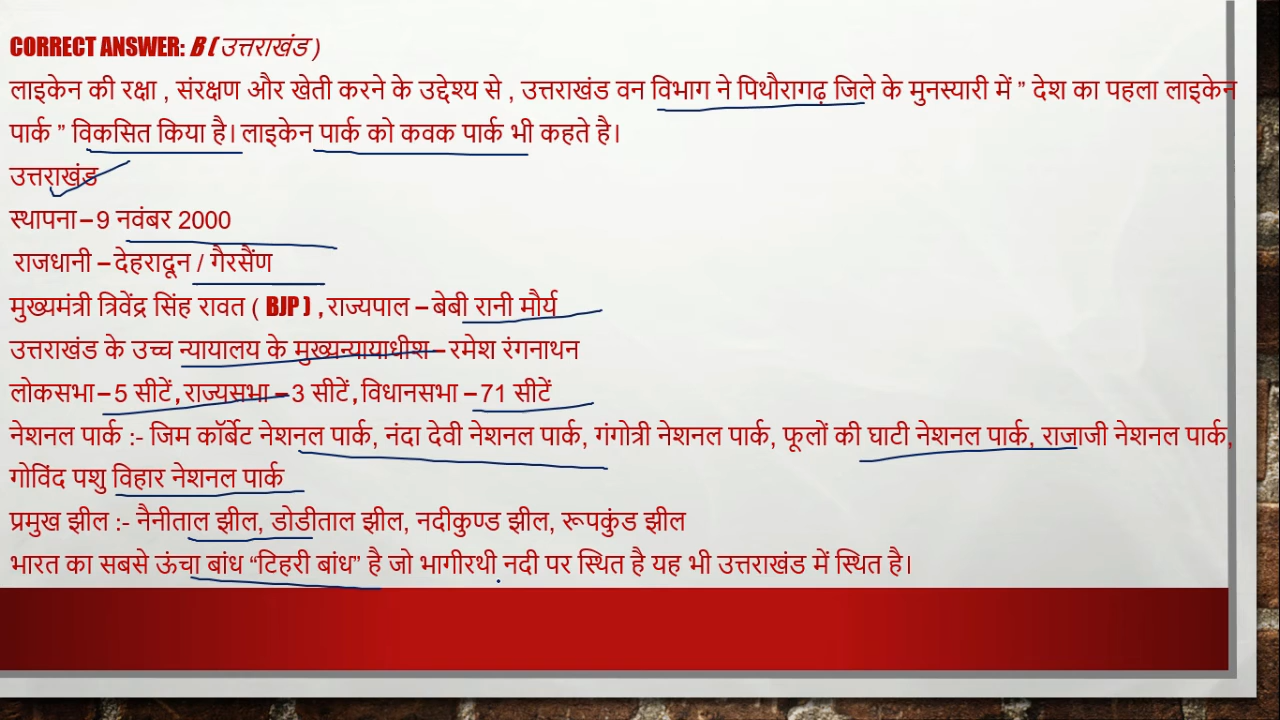 CORRECT ANSWER: B ( उत्तराखंड )
लाइकेन की रक्षा , संरक्षण और खेती करने के उद्देश्य से , उत्तराखंड वन विभाग ने पिथौरागढ़ जिले के मुनस्यारी में " देश का पहला लाइकेन
पार्क " विकसित किया है। लाइकेन पार्क को कवक पार्क भी कहते है।
उत्तराखंड
स्थापना – 9 नवंबर 2000
राजधानी – देहरादून / गैरसैंण
मुख्यमंत्री त्रिवेंद्र सिंह रावत ( BJP ) , राज्यपाल – बेबी रानी मौर्य
उत्तराखंड के उच्च न्यायालय के मुख्यन्यायाधीश – रमेश रंगनाथन
लोकसभा – 5 सीटें, राज्यसभा – 3 सीटें, विधानसभा – 71 सीटें
नेशनल पार्क :- जिम कॉर्बेट नेशनल पार्क, नंदा देवी नेशनल पार्क, गंगोत्री नेशनल पार्क, फूलों की घाटी नेशनल पार्क, राजाजी नेशनल पार्क,
गोविंद पशु विहार नेशनल पार्क
प्रमुख झील :- नैनीताल झील, डोडीताल झील, नदीकुण्ड झील, रूपकुंड झील
भारत का सबसे ऊंचा बांध “टिहरी बांध” है जो भागीरथी नदी पर स्थित है यह भी उत्तराखंड में स्थित है।